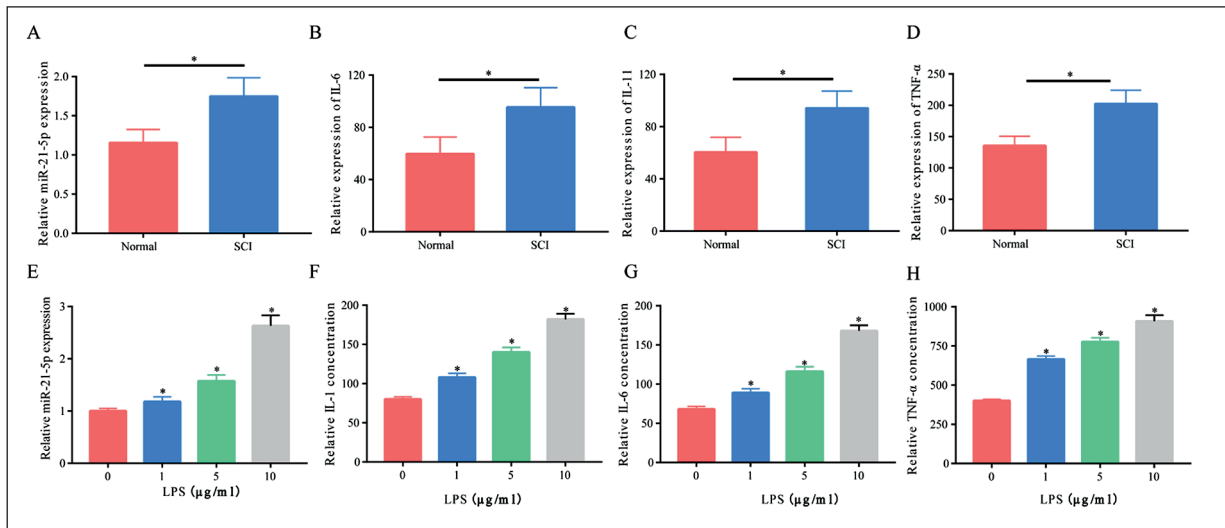 A
Relative miR-21-5p expression
2.0
1.5
1.0
0.5
0.0
*
Normal SCI
B
Relative expression of IL-6
120
80
40
0
*
Normal SCI
C
Relative expression of IL-11
120
80
40
0
*
Normal SCI
D
Relative expression of TNF-α
250
200
150
100
50
0
*
Normal SCI
E
Relative miR-21-5p expression
3
2
1
0
* * *
0 1 5 10
LPS (μg/ml)
F
Relative IL-1 concentration
200
150
100
50
0
* * *
0 1 5 10
LPS (μg/ml)
G
Relative IL-6 concentration
200
150
100
50
0
* * *
0 1 5 10
LPS (μg/ml)
H
Relative TNF-α concentration
1000
750
500
250
0
* * *
0 1 5 10
LPS (μg/ml)